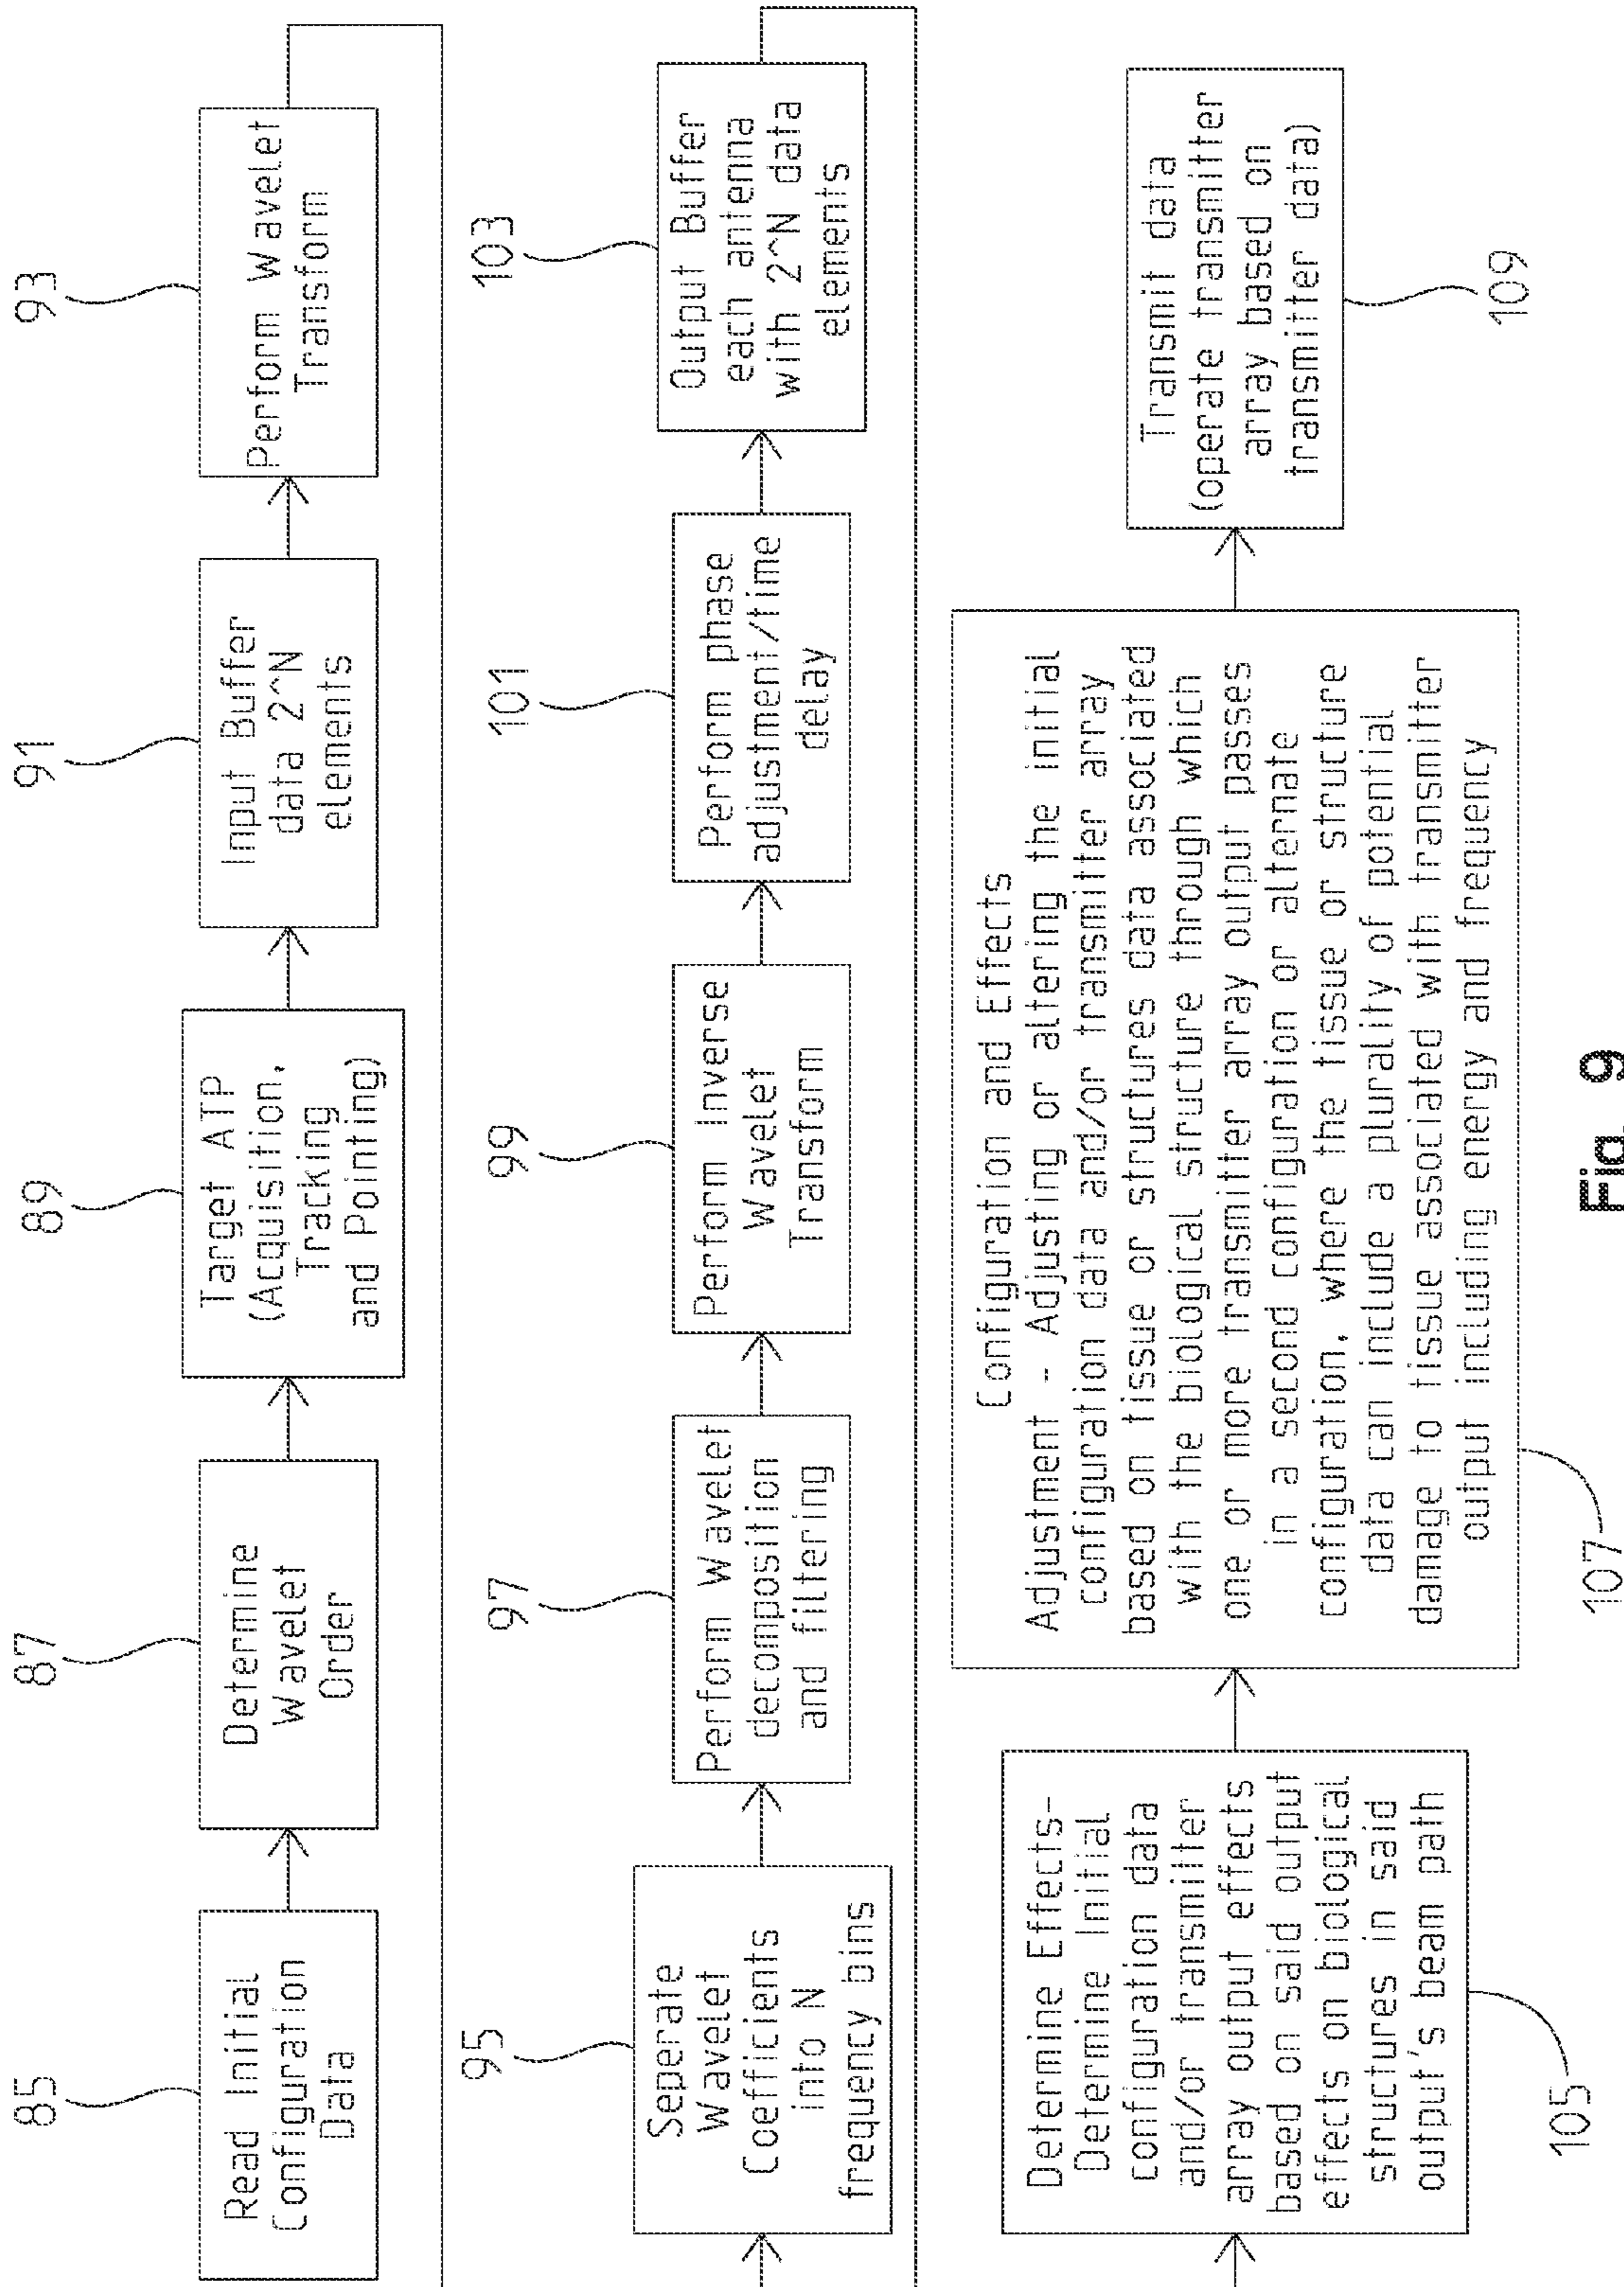 85
Read Initial
Configuration
Data
87
Determine
Wavelet
Order
89
Target ATP
(Acquisition,
Tracking
and Pointing)
91
Input Buffer
data 2^N
elements
93
Perform Wavelet
Transform
95
Seperate
Wavelet
Coefficients
into N
frequency bins
97
Perform Wavelet
decomposition
and filtering
99
Perform Inverse
Wavelet
Transform
101
Perform phase
adjustment/time
delay
103
Output Buffer
each antenna
with 2^N data
elements
Determine Effects-
Determine Initial
configuration data
and/or transmitter
array output effects
based on said output
effects on biological
structures in said
output's beam path
105
Configuration and Effects
Adjustment - Adjusting or altering the initial
configuration data and/or transmitter array
based on tissue or structures data associated
with the biological structure through which
one or more transmitter array output passes
in a second configuration or alternate
configuration, where the tissue or structure
data can include a plurality of potential
damage to tissue associated with transmitter
output including energy and frequency
107
Transmit data
(operate transmitter
array based on
transmitter data)
109
Fig. 9